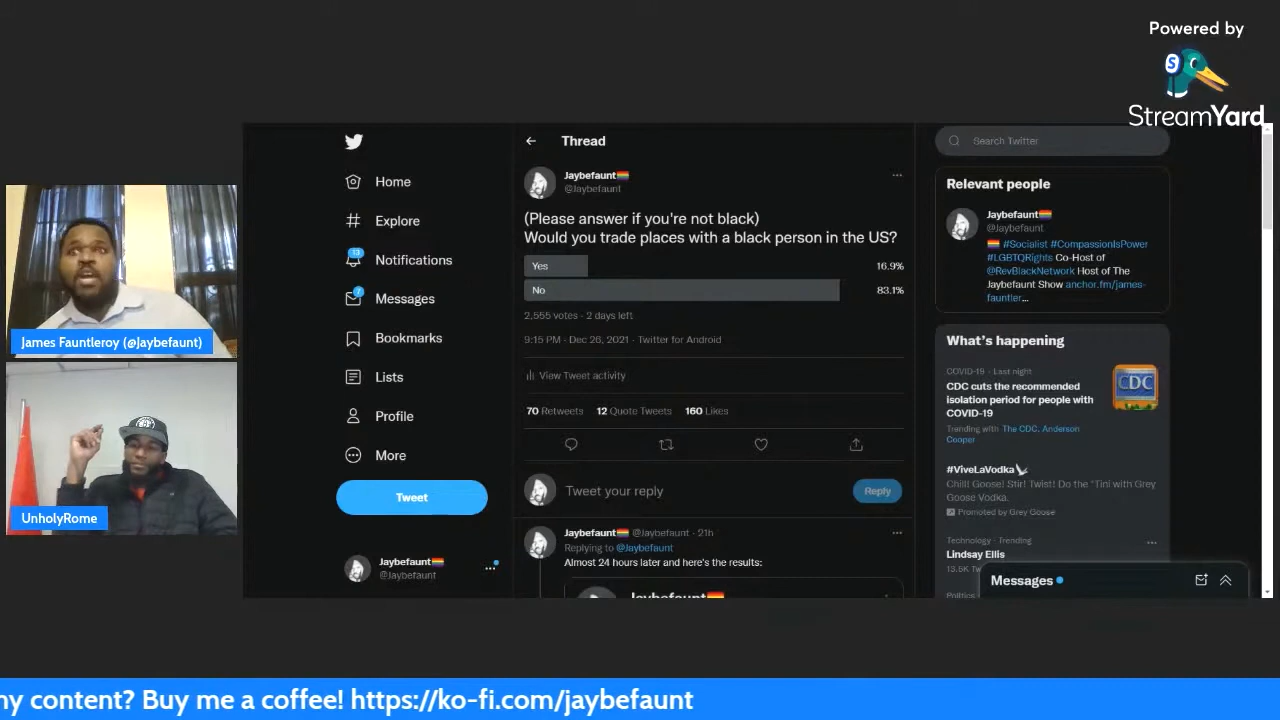 Powered by
StreamYard
James Fauntleroy (@Jaybefaunt)
UnholyRome
Home
Explore
13
Notifications
7
Messages
Bookmarks
Lists
Profile
More
Tweet
Jaybefaunt🏳️‍🌈
@Jaybefaunt
Thread
Jaybefaunt🏳️‍🌈
@Jaybefaunt
(Please answer if you're not black)
Would you trade places with a black person in the US?
Yes 16.9%
No 83.1%
2,555 votes · 2 days left
9:15 PM · Dec 26, 2021 · Twitter for Android
View Tweet activity
70 Retweets 12 Quote Tweets 160 Likes
Tweet your reply
Reply
Jaybefaunt🏳️‍🌈 @Jaybefaunt · 21h
Replying to @Jaybefaunt
Almost 24 hours later and here's the results:
Jaybefaunt🏳️‍🌈
Search Twitter
Relevant people
Jaybefaunt🏳️‍🌈
@Jaybefaunt
🏳️‍🌈 #Socialist #CompassionIsPower
#LGBTQRights Co-Host of
@RevBlackNetwork Host of The
Jaybefaunt Show anchor.fm/james-
fauntler...
What's happening
COVID-19 · Last night
CDC cuts the recommended
isolation period for people with
COVID-19
CDC
Trending with The CDC, Anderson
Cooper
#ViveLaVodka
Chill! Goose! Stir! Twist! Do the 'Tini with Grey
Goose Vodka.
Promoted by Grey Goose
Technology · Trending
Lindsay Ellis
13.5K Tw
Politics
Messages
my content? Buy me a coffee! https://ko-fi.com/jaybefaunt